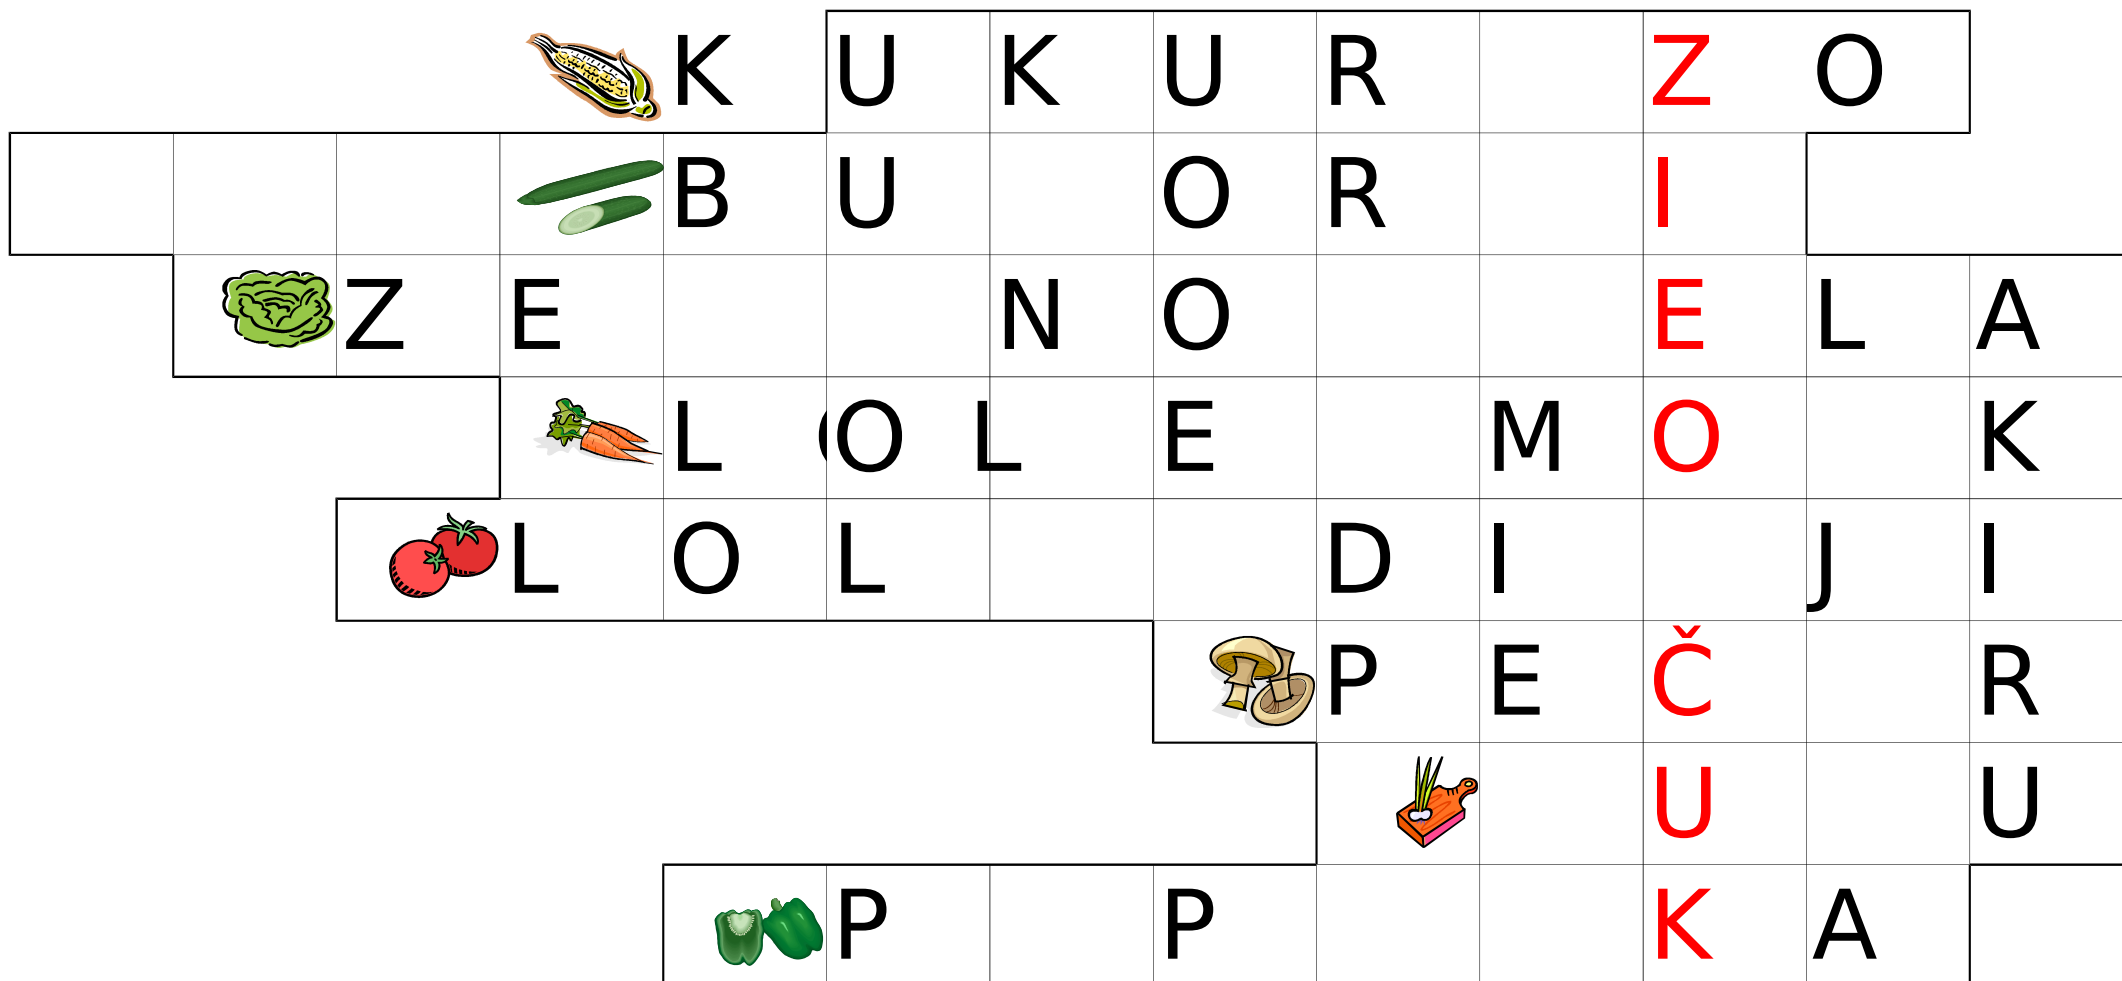 K U K U R Z O
B U O R I
Z E N O E L A
L O L E M O K
L O L D I J I
P E Č R
U U
P P K A